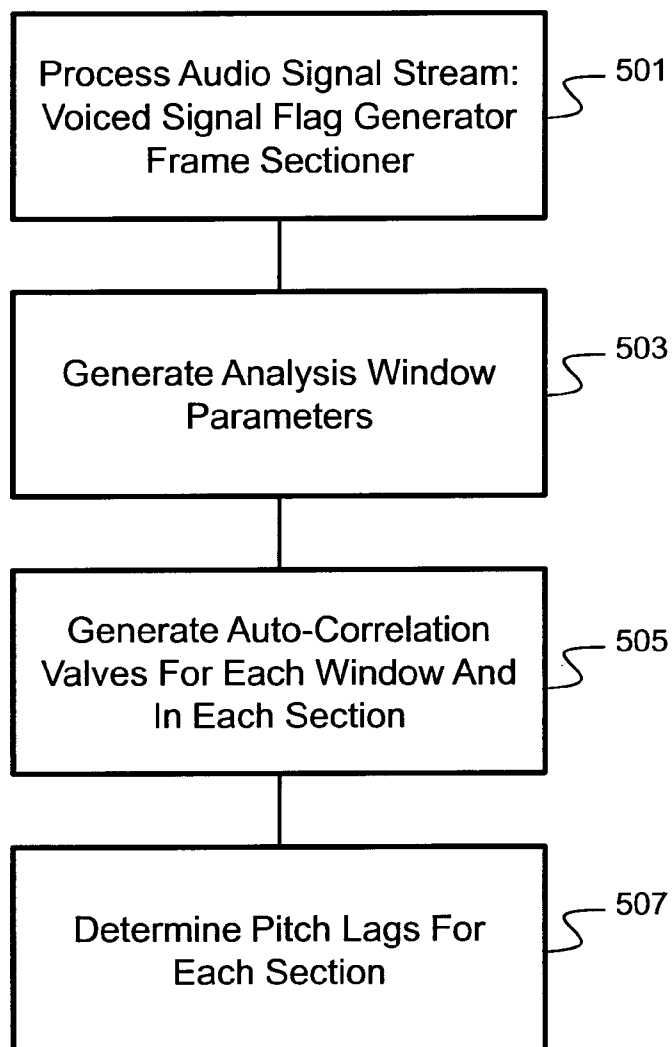 Process Audio Signal Stream:
Voiced Signal Flag Generator
Frame Sectioner
501
Generate Analysis Window
Parameters
503
Generate Auto-Correlation
Valves For Each Window And
In Each Section
505
Determine Pitch Lags For
Each Section
507